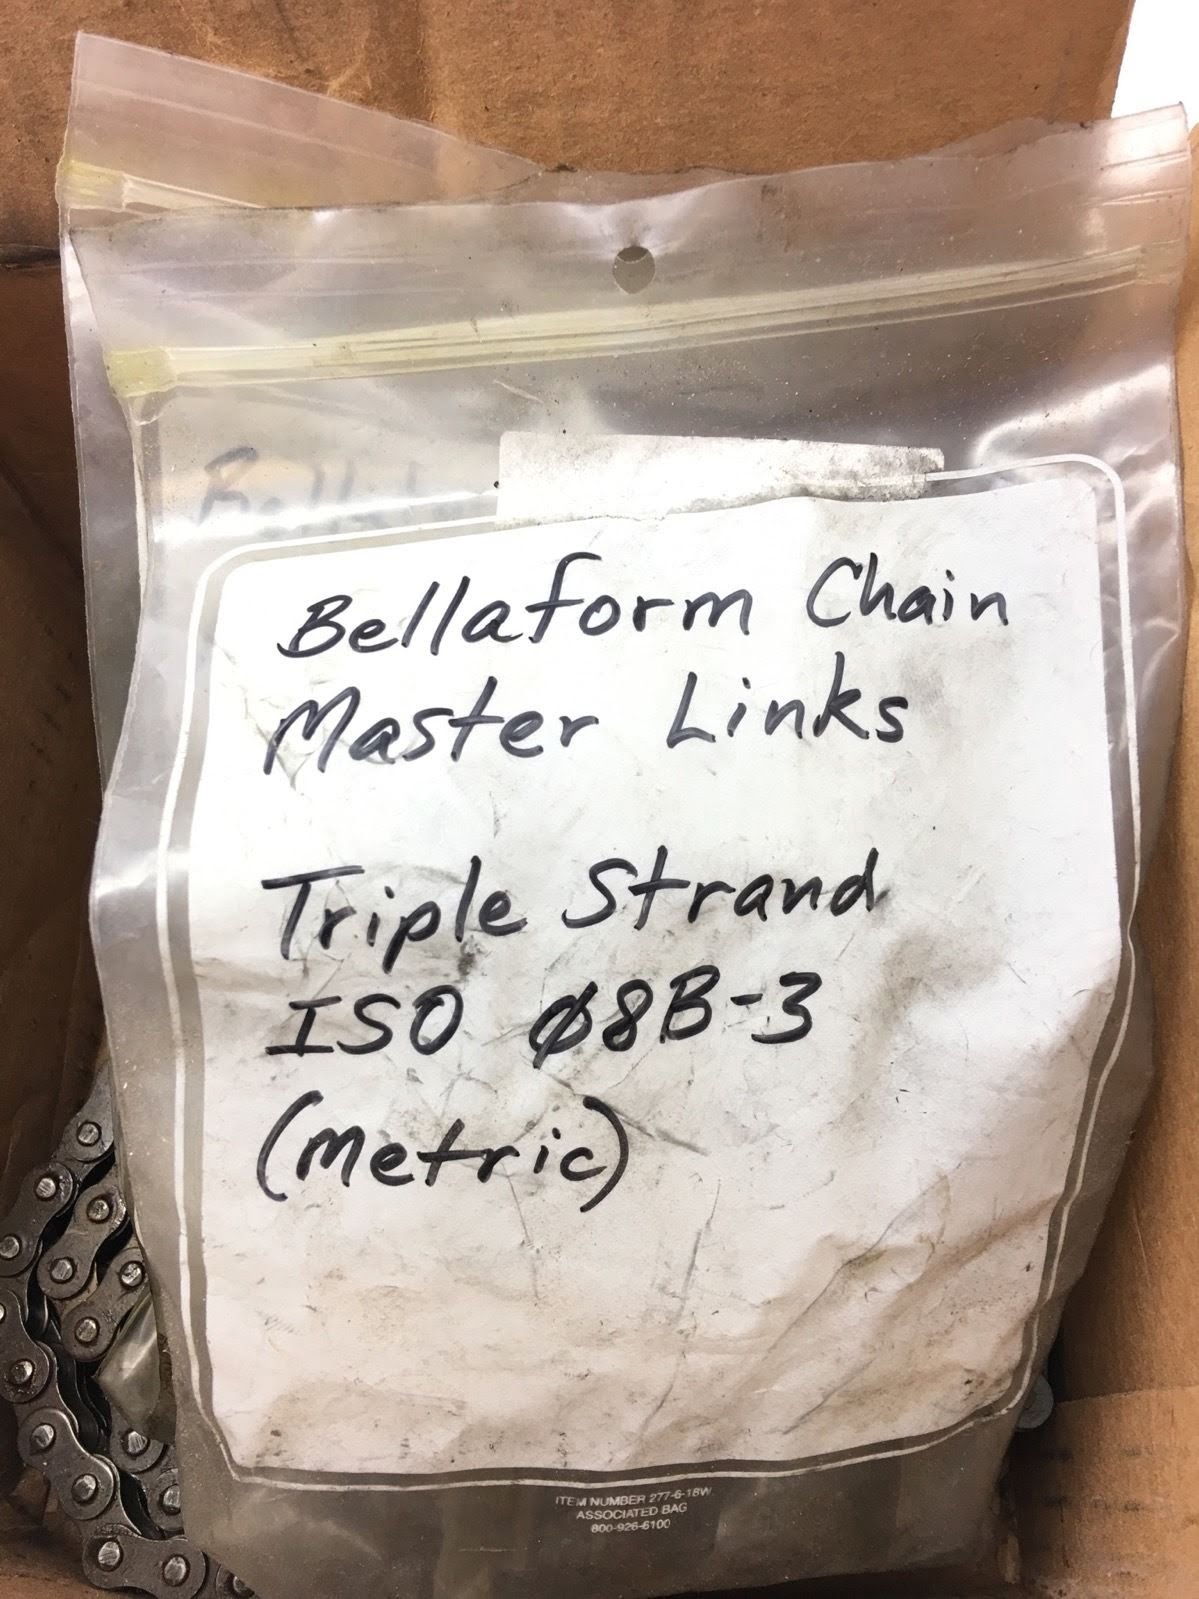 Bellaform Chain
Master Links
Triple Strand
ISO Ø8B-3
(Metric)
ITEM NUMBER 277-6-18W
ASSOCIATED BAG
800-926-6100